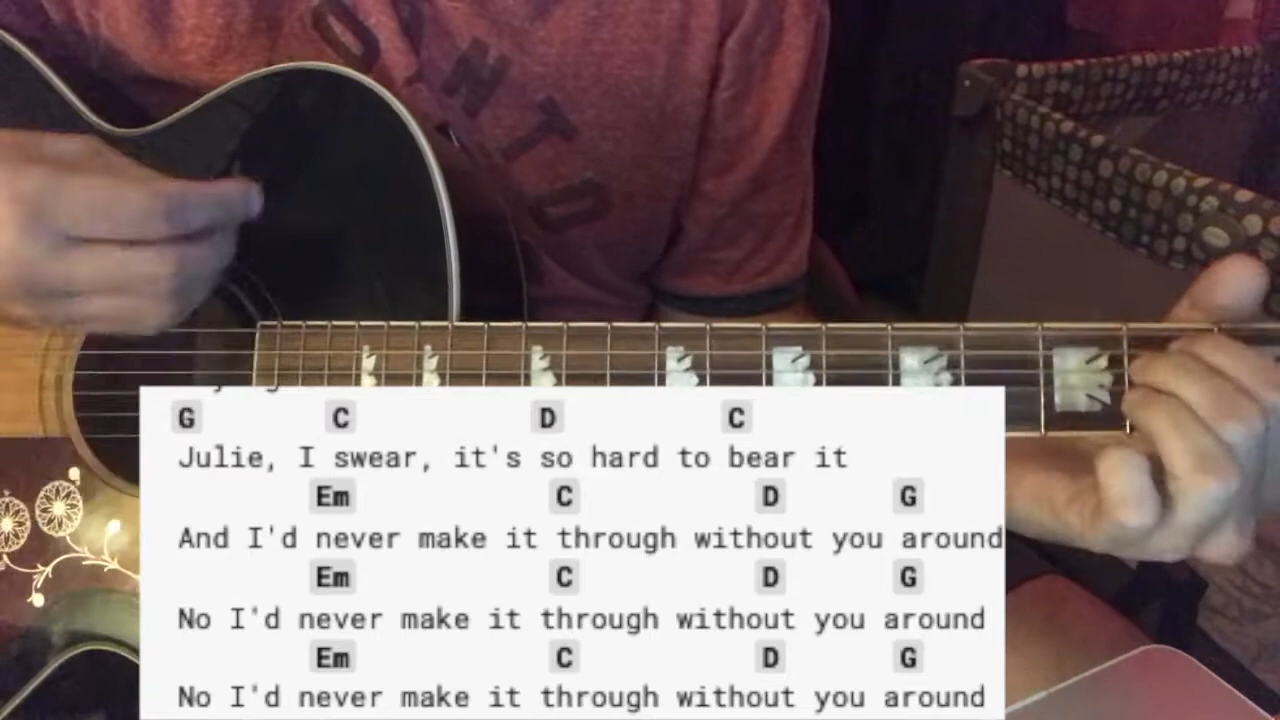 ONTD
G C D C
Julie, I swear, it's so hard to bear it
Em C D G
And I'd never make it through without you around
Em C D G
No I'd never make it through without you around
Em C D G
No I'd never make it through without you around